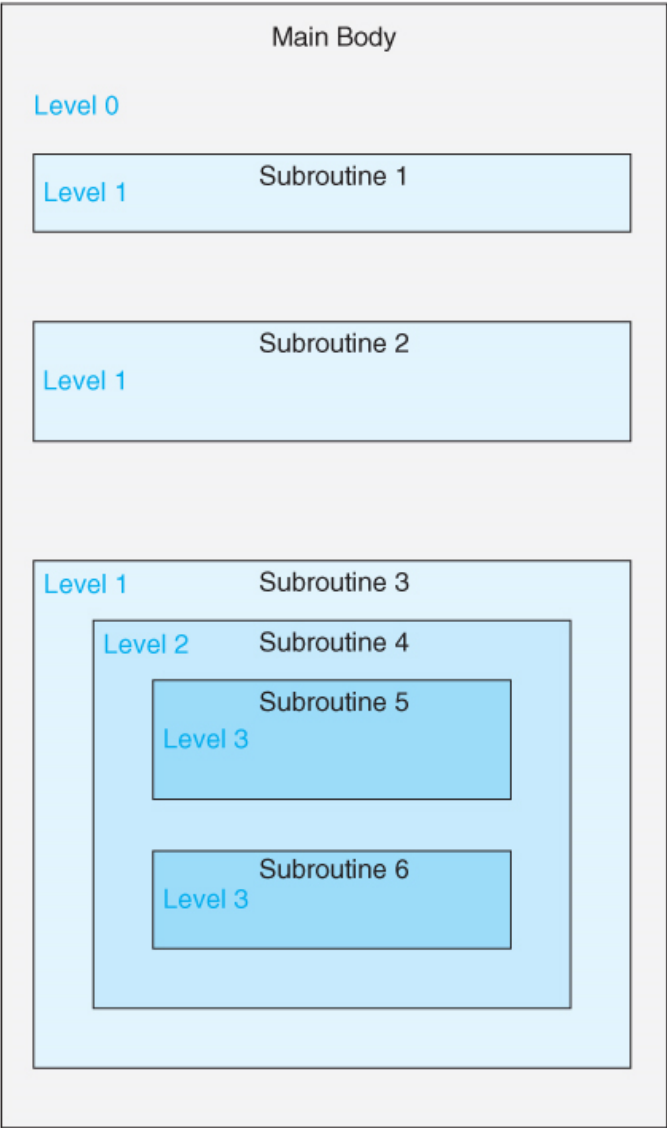 Main Body
Level 0
Subroutine 1
Level 1
Subroutine 2
Level 1
Level 1 Subroutine 3
Level 2 Subroutine 4
Subroutine 5
Level 3
Subroutine 6
Level 3